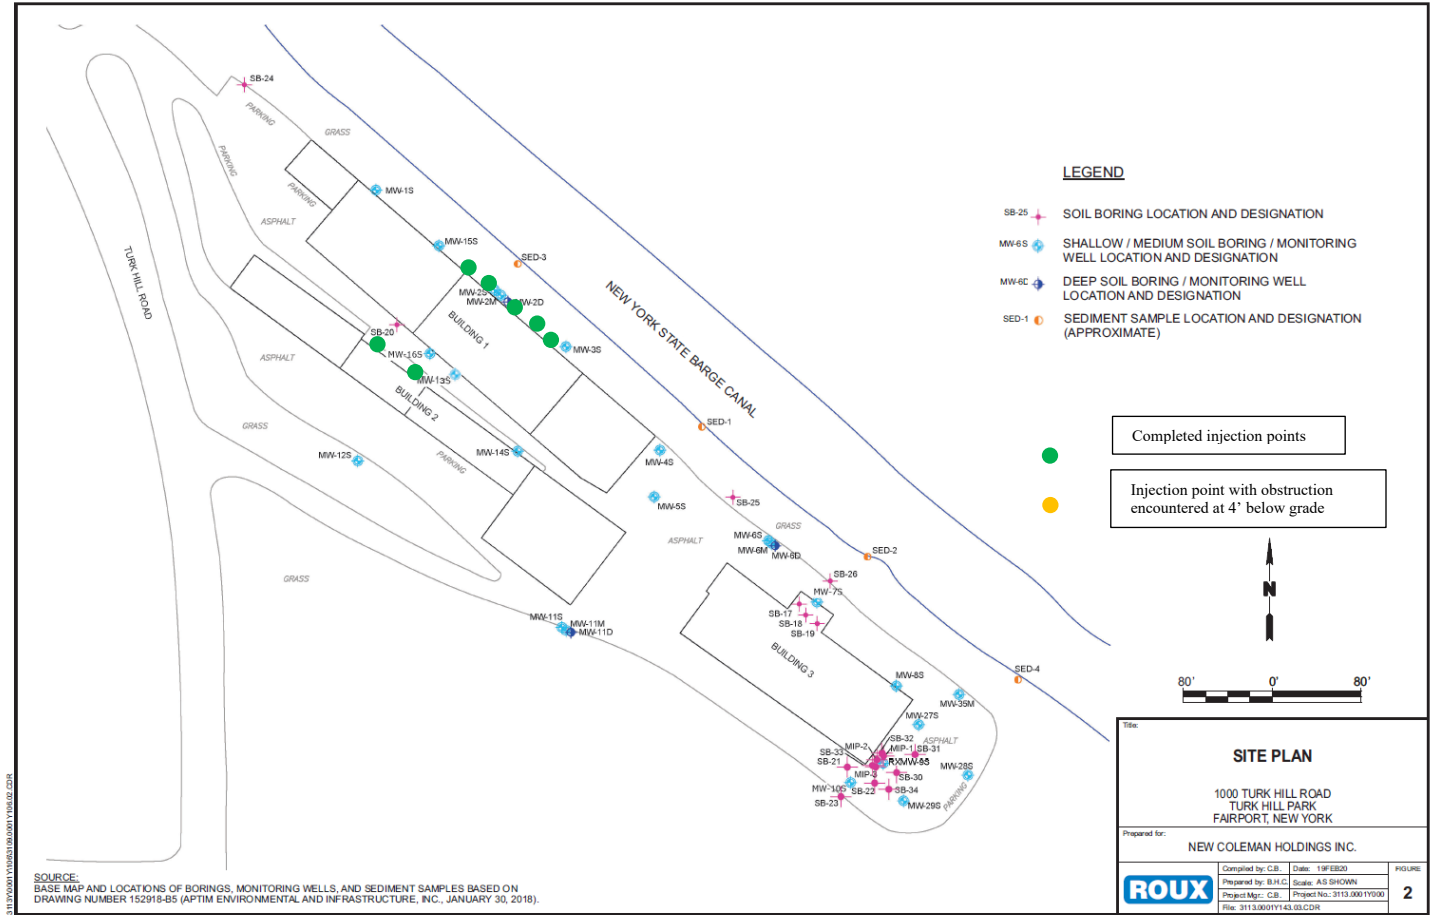 SB-24
PARKING
GRASS
PARKING
PARKING
MW-1S
ASPHALT
MW-15S
SED-3
TURK HILL ROAD
MW-2S
MW-2M
MW-2D
NEW YORK STATE BARGE CANAL
BUILDING 1
SB-20
MW-16S
MW-3S
ASPHALT
MW-13S
BUILDING 2
GRASS
SED-1
MW-12S
PARKING
MW-14S
MW-4S
MW-5S
SB-25
GRASS
ASPHALT
MW-6S
MW-6M
MW-6D
SED-2
GRASS
SB-26
MW-7S
SB-17
SB-18
SB-19
MW-11S
MW-11M
MW-11D
BUILDING 3
SED-4
MW-8S
MW-35M
MW-27S
SB-32
ASPHALT
MIP-2
MIP-1
SB-31
SB-33
SB-21
MW-28S
MIP-3
SB-30
MW-10S
SB-22
SB-34
SB-23
MW-29S
PARKING
LEGEND
SB-25 SOIL BORING LOCATION AND DESIGNATION
MW-6S SHALLOW / MEDIUM SOIL BORING / MONITORING
WELL LOCATION AND DESIGNATION
MW-6D DEEP SOIL BORING / MONITORING WELL
LOCATION AND DESIGNATION
SED-1 SEDIMENT SAMPLE LOCATION AND DESIGNATION
(APPROXIMATE)
Completed injection points
Injection point with obstruction
encountered at 4’ below grade
N
80' 0' 80'
Title:
SITE PLAN
1000 TURK HILL ROAD
TURK HILL PARK
FAIRPORT, NEW YORK
Prepared for:
NEW COLEMAN HOLDINGS INC.
ROUX
Compiled by: C.B. Date: 19FEB20
Prepared by: B.H.C. Scale: AS SHOWN
Project Mgr.: C.B. Project No.: 3113.0001Y000
File: 3113.0001Y143.03.CDR
FIGURE
2
SOURCE:
BASE MAP AND LOCATIONS OF BORINGS, MONITORING WELLS, AND SEDIMENT SAMPLES BASED ON
DRAWING NUMBER 152918-B5 (APTIM ENVIRONMENTAL AND INFRASTRUCTURE, INC., JANUARY 30, 2018).